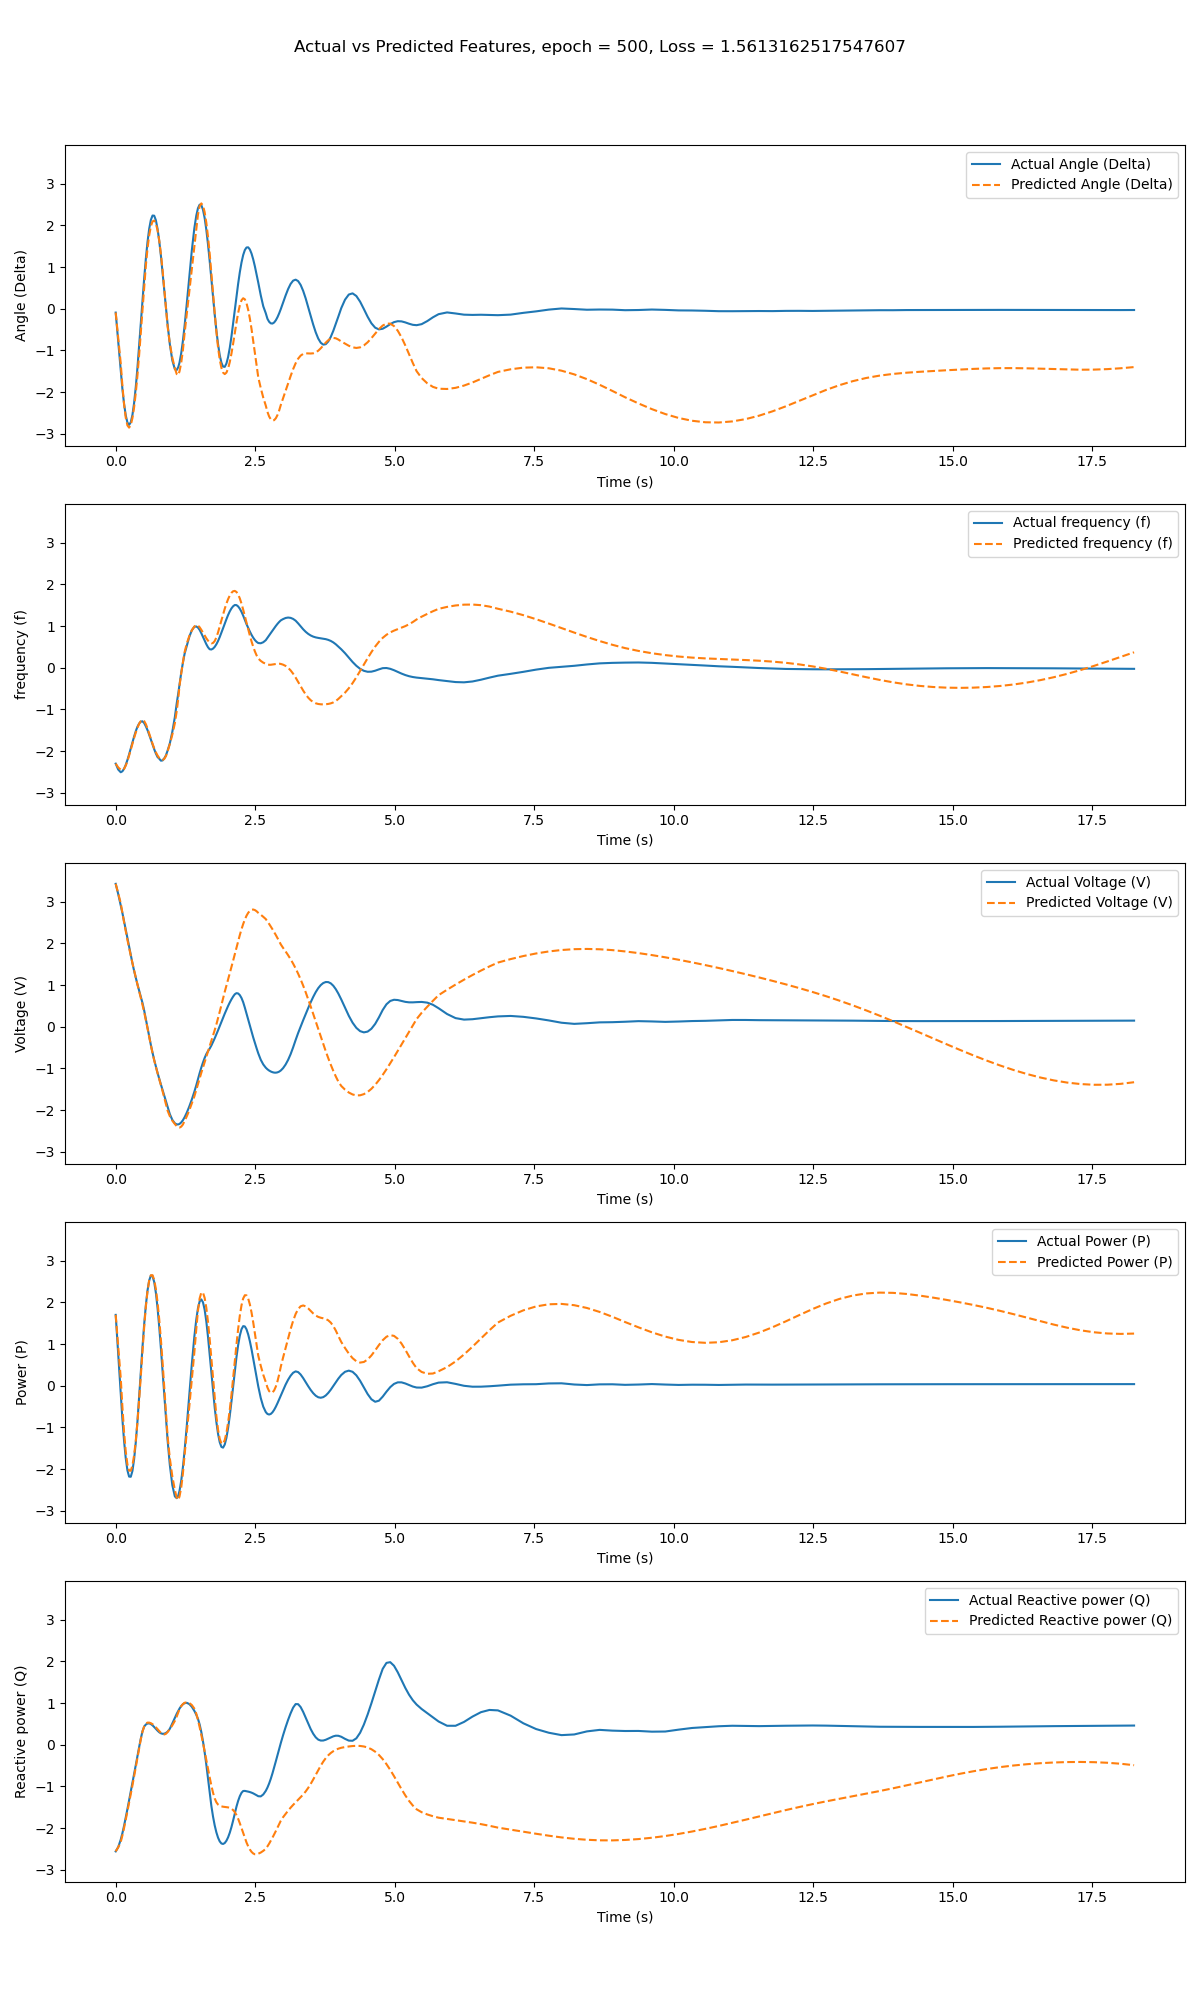 Actual vs Predicted Features, epoch = 500, Loss = 1.5613162517547607
Actual Angle (Delta)
Predicted Angle (Delta)
Angle (Delta)
3
2
1
0
−1
−2
−3
0.0 2.5 5.0 7.5 10.0 12.5 15.0 17.5
Time (s)
Actual frequency (f)
Predicted frequency (f)
frequency (f)
3
2
1
0
−1
−2
−3
0.0 2.5 5.0 7.5 10.0 12.5 15.0 17.5
Time (s)
Actual Voltage (V)
Predicted Voltage (V)
Voltage (V)
3
2
1
0
−1
−2
−3
0.0 2.5 5.0 7.5 10.0 12.5 15.0 17.5
Time (s)
Actual Power (P)
Predicted Power (P)
Power (P)
3
2
1
0
−1
−2
−3
0.0 2.5 5.0 7.5 10.0 12.5 15.0 17.5
Time (s)
Actual Reactive power (Q)
Predicted Reactive power (Q)
Reactive power (Q)
3
2
1
0
−1
−2
−3
0.0 2.5 5.0 7.5 10.0 12.5 15.0 17.5
Time (s)